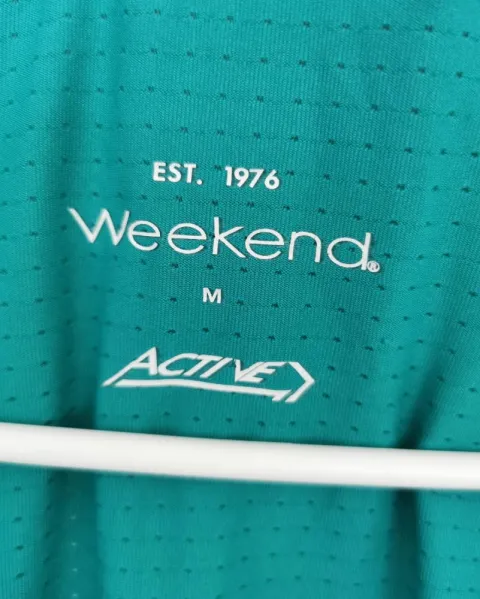 EST. 1976
Weekend®
M
ACTIVE